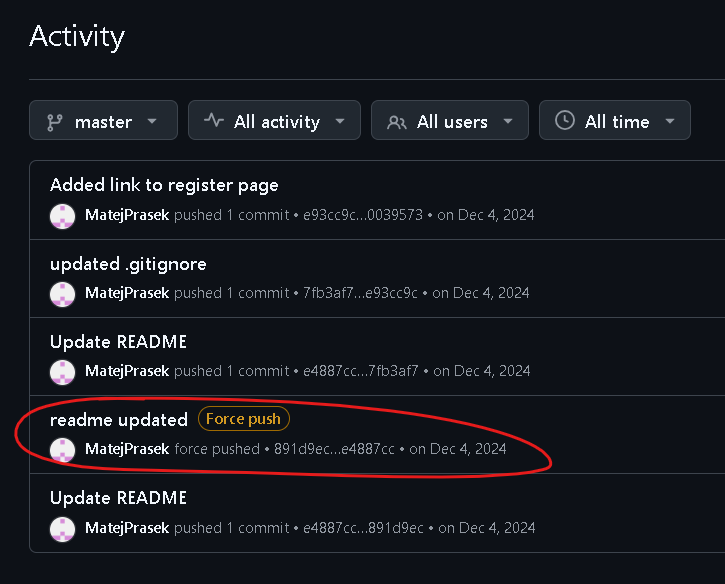 Activity
master All activity All users All time
Added link to register page
MatejPrasek pushed 1 commit • e93cc9c...0039573 • on Dec 4, 2024
updated .gitignore
MatejPrasek pushed 1 commit • 7fb3af7...e93cc9c • on Dec 4, 2024
Update README
MatejPrasek pushed 1 commit • e4887cc...7fb3af7 • on Dec 4, 2024
readme updated Force push
MatejPrasek force pushed • 891d9ec...e4887cc • on Dec 4, 2024
Update README
MatejPrasek pushed 1 commit • e4887cc...891d9ec • on Dec 4, 2024